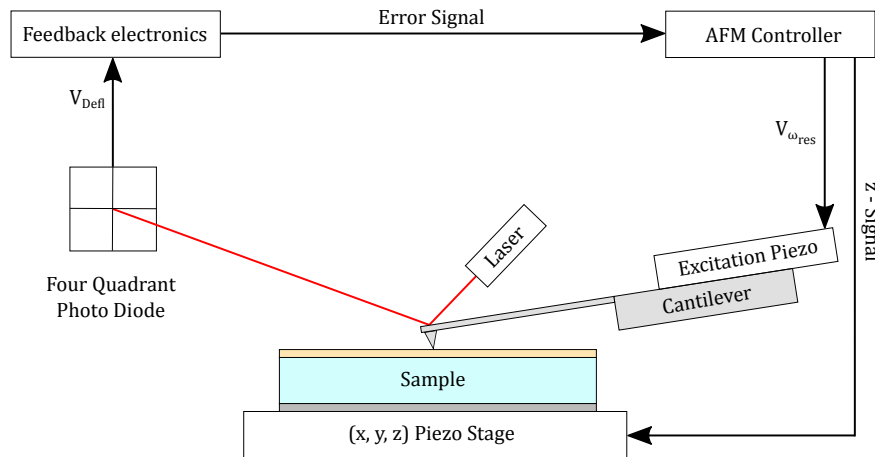 Feedback electronics
Error Signal
AFM Controller
V_Defl
V_ω_res
z - Signal
Laser
Excitation Piezo
Cantilever
Four Quadrant
Photo Diode
Sample
(x, y, z) Piezo Stage